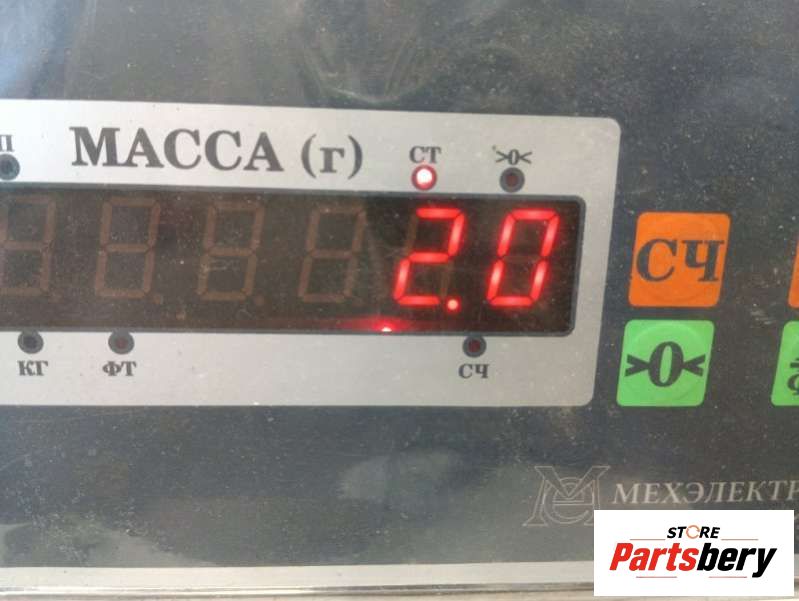 П
МАССА (г)
СТ
>0<
2.0
СЧ
КГ
ФТ
СЧ
>0<
МЕХЭЛЕКТР
STORE
Partsbery